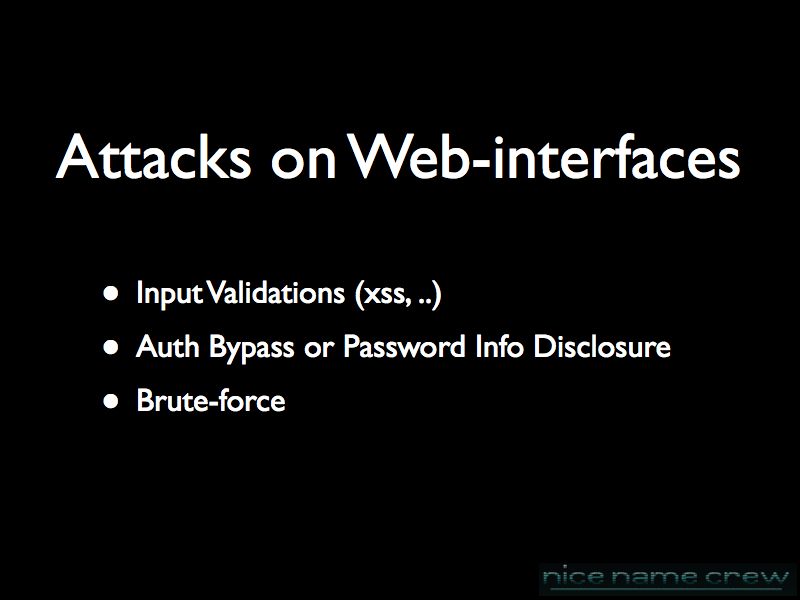 Attacks on Web-interfaces
• Input Validations (xss, ..)
• Auth Bypass or Password Info Disclosure
• Brute-force
nice name crew